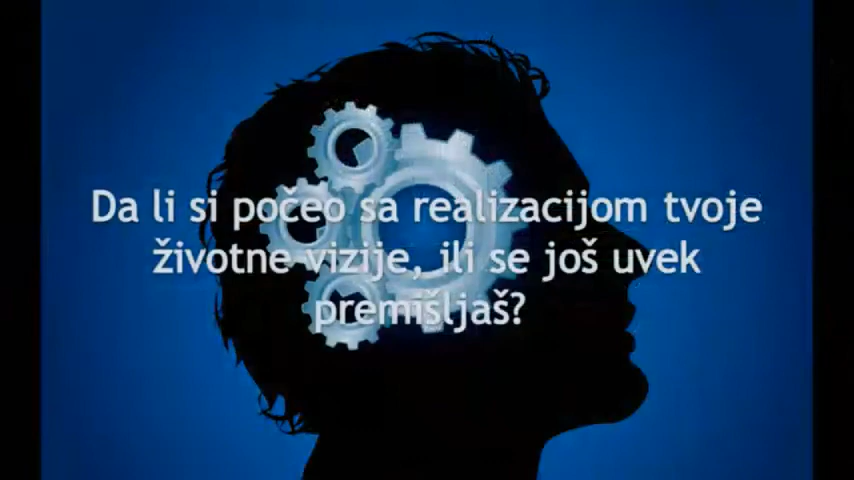 Da li si počeo sa realizacijom tvoje
životne vizije, ili se još uvek
premišljaš?